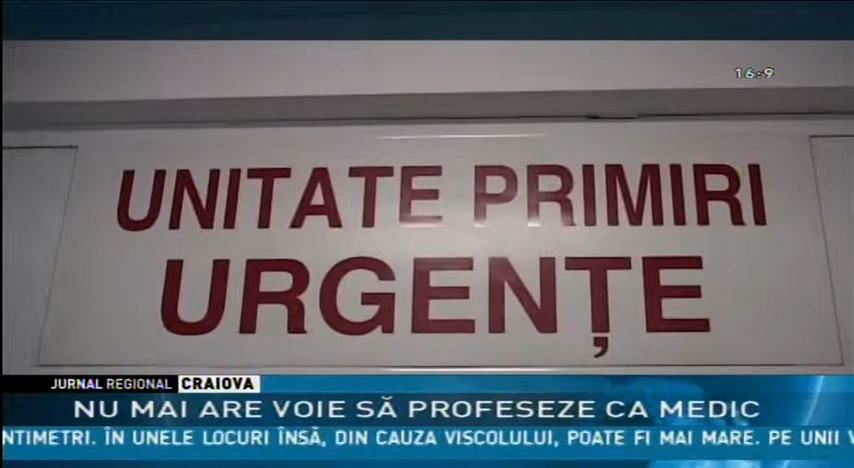 16:9
UNITATE PRIMIRI
URGENȚE
JURNAL REGIONAL CRAIOVA
NU MAI ARE VOIE SĂ PROFESEZE CA MEDIC
NTIMETRI. ÎN UNELE LOCURI ÎNSĂ, DIN CAUZA VISCOLULUI, POATE FI MAI MARE. PE UNII V